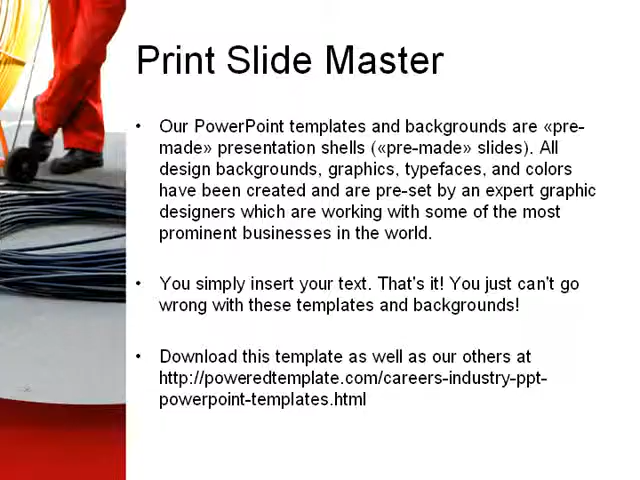 Print Slide Master
• Our PowerPoint templates and backgrounds are «pre-
made» presentation shells («pre-made» slides). All
design backgrounds, graphics, typefaces, and colors
have been created and are pre-set by an expert graphic
designers which are working with some of the most
prominent businesses in the world.
• You simply insert your text. That's it! You just can't go
wrong with these templates and backgrounds!
• Download this template as well as our others at
http://poweredtemplate.com/careers-industry-ppt-
powerpoint-templates.html